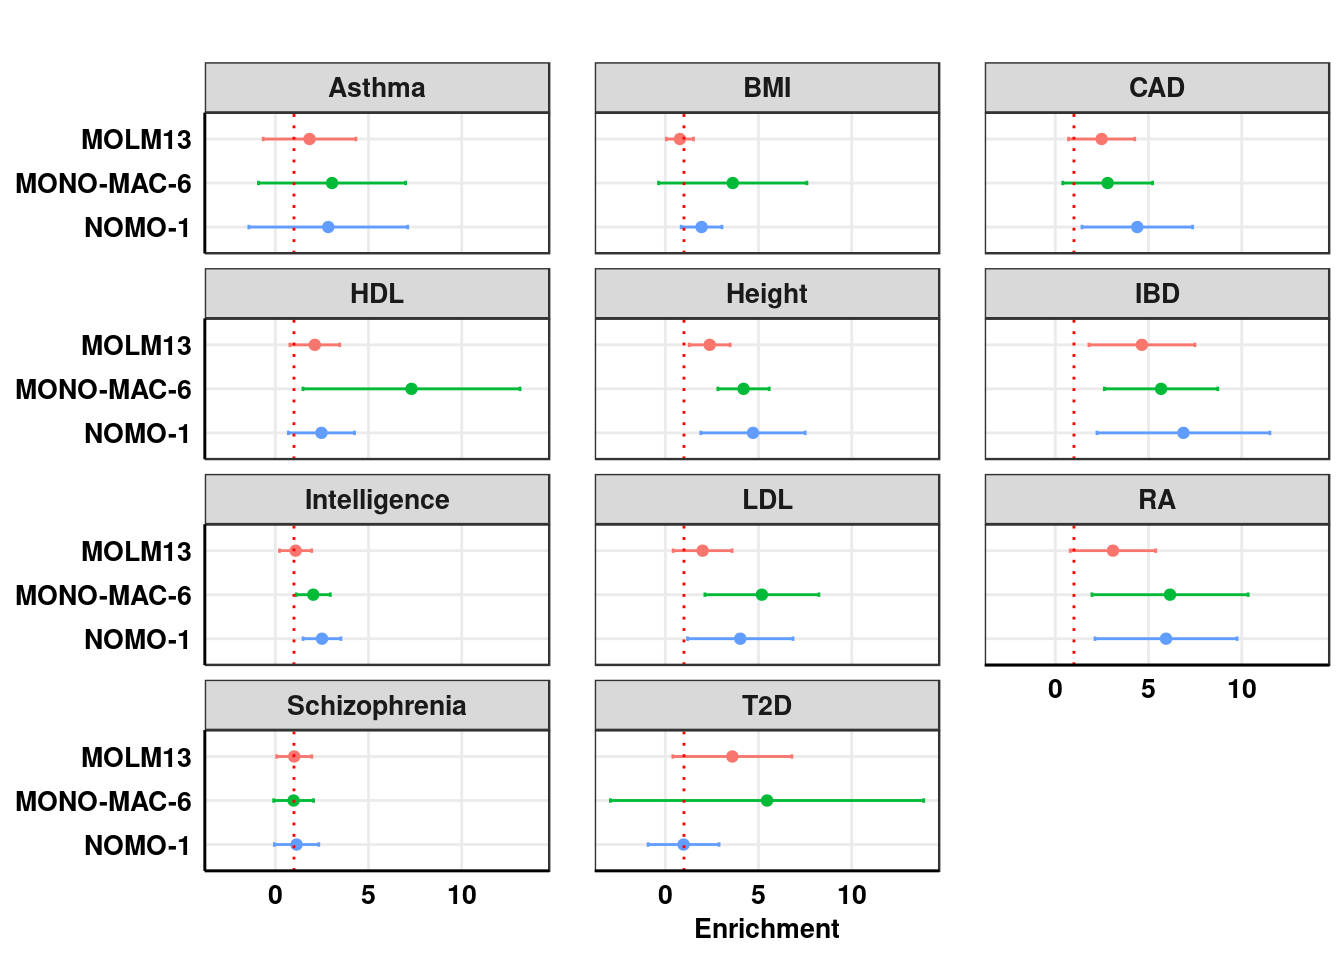 Asthma BMI CAD
MOLM13
MONO-MAC-6
NOMO-1
HDL Height IBD
MOLM13
MONO-MAC-6
NOMO-1
Intelligence LDL RA
MOLM13
MONO-MAC-6
NOMO-1
0 5 10
Schizophrenia T2D
MOLM13
MONO-MAC-6
NOMO-1
0 5 10 0 5 10
Enrichment